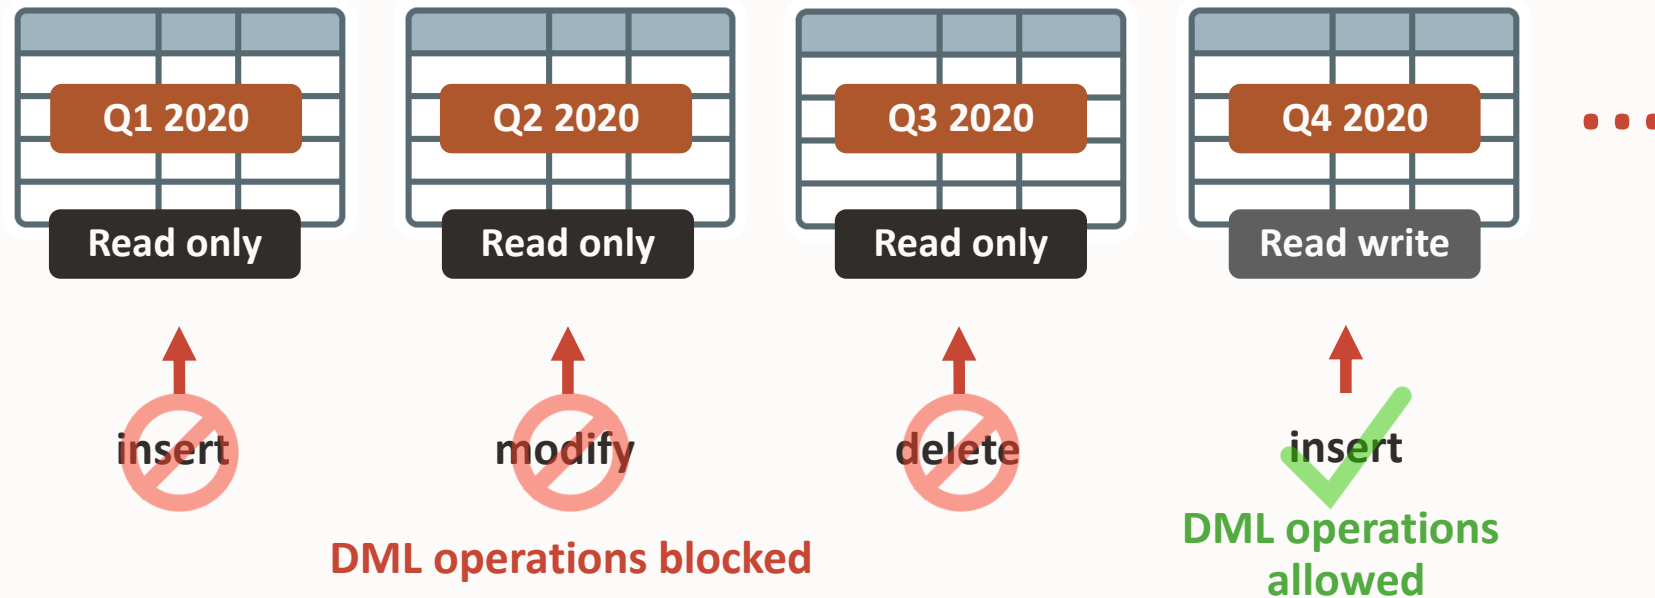 Q1 2020
Q2 2020
Q3 2020
Q4 2020
...
Read only
Read only
Read only
Read write
insert
modify
delete
insert
DML operations blocked
DML operations
allowed